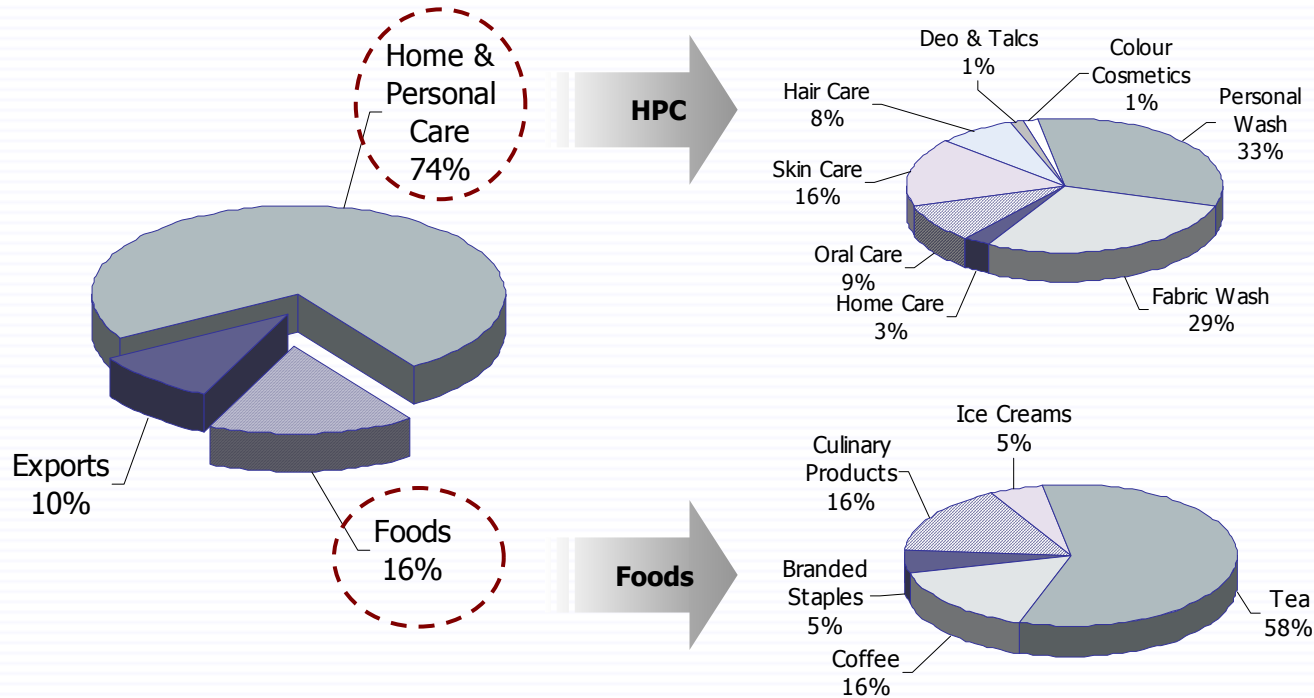 Home &
Personal
Care
74%
Exports
10%
Foods
16%
HPC
Deo & Talcs
1%
Colour
Cosmetics
1%
Hair Care
8%
Personal
Wash
33%
Skin Care
16%
Oral Care
9%
Home Care
3%
Fabric Wash
29%
Foods
Ice Creams
5%
Culinary
Products
16%
Branded
Staples
5%
Tea
58%
Coffee
16%